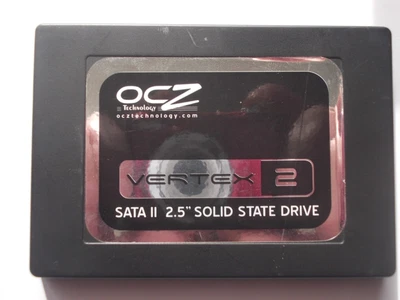 OCZ
Technology
ocztechnology.com
VERTEX 2
SATA II 2.5" SOLID STATE DRIVE